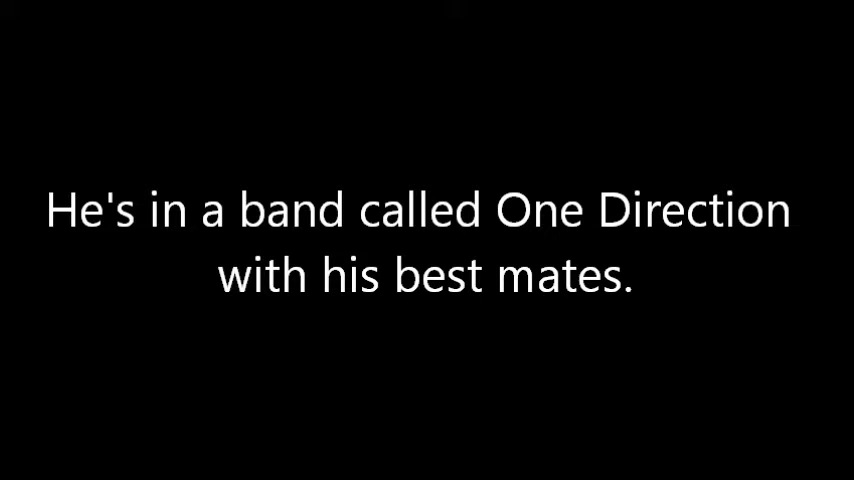 He's in a band called One Direction
with his best mates.